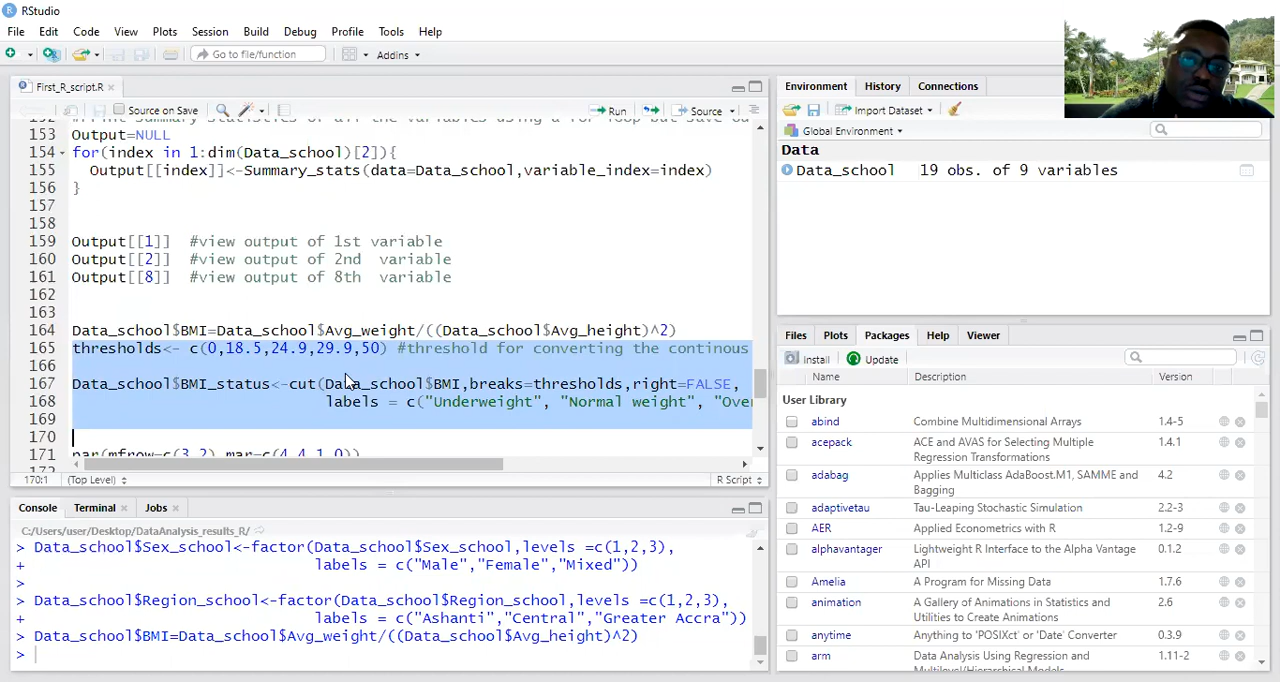 RStudio
File Edit Code View Plots Session Build Debug Profile Tools Help
Go to file/function Addins
First_R_script.R
Source on Save Run Source
153 Output=NULL
154 for(index in 1:dim(Data_school)[2]){
155 Output[[index]]<-Summary_stats(data=Data_school,variable_index=index)
156 }
157
158
159 Output[[1]] #view output of 1st variable
160 Output[[2]] #view output of 2nd variable
161 Output[[8]] #view output of 8th variable
162
163
164 Data_school$BMI=Data_school$Avg_weight/((Data_school$Avg_height)^2)
165 thresholds<- c(0,18.5,24.9,29.9,50) #threshold for converting the continous
166
167 Data_school$BMI_status<-cut(Data_school$BMI,breaks=thresholds,right=FALSE,
168 labels = c("Underweight", "Normal weight", "Over
169
170
171 par(mfrow=c(3,2),mar=c(4,4,1,0))
170:1 (Top Level) R Script
Console Terminal Jobs
C:/Users/user/Desktop/DataAnalysis_results_R/
> Data_school$Sex_school<-factor(Data_school$Sex_school,levels =c(1,2,3),
+ labels = c("Male","Female","Mixed"))
>
> Data_school$Region_school<-factor(Data_school$Region_school,levels =c(1,2,3),
+ labels = c("Ashanti","Central","Greater Accra"))
> Data_school$BMI=Data_school$Avg_weight/((Data_school$Avg_height)^2)
>
Environment History Connections
Import Dataset
Global Environment
Data
Data_school 19 obs. of 9 variables
Files Plots Packages Help Viewer
Install Update
Name Description Version
User Library
abind Combine Multidimensional Arrays 1.4-5
acepack ACE and AVAS for Selecting Multiple 1.4.1
Regression Transformations
adabag Applies Multiclass AdaBoost.M1, SAMME and 4.2
Bagging
adaptivetau Tau-Leaping Stochastic Simulation 2.2-3
AER Applied Econometrics with R 1.2-9
alphavantager Lightweight R Interface to the Alpha Vantage 0.1.2
API
Amelia A Program for Missing Data 1.7.6
animation A Gallery of Animations in Statistics and 2.6
Utilities to Create Animations
anytime Anything to 'POSIXct' or 'Date' Converter 0.3.9
arm Data Analysis Using Regression and 1.11-2
Multilevel/Hierarchical Models